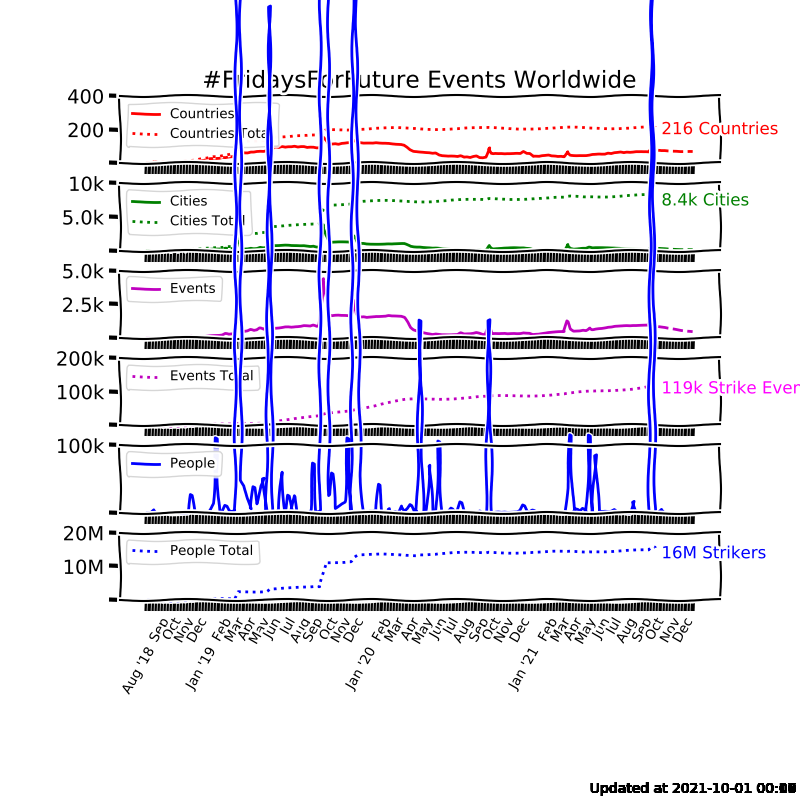 #FridaysForFuture Events Worldwide
400
200
Countries
Countries Total
216 Countries
10k
5.0k
Cities
Cities Total
8.4k Cities
5.0k
2.5k
Events
200k
100k
Events Total
119k Strike Even
100k
People
20M
10M
People Total
16M Strikers
Aug '18 Sep Oct Nov Dec Jan '19 Feb Mar Apr May Jun Jul Aug Sep Oct Nov Dec Jan '20 Feb Mar Apr May Jun Jul Aug Sep Oct Nov Dec Jan '21 Feb Mar Apr May Jun Jul Aug Sep Oct Nov Dec
Updated at 2021-10-01